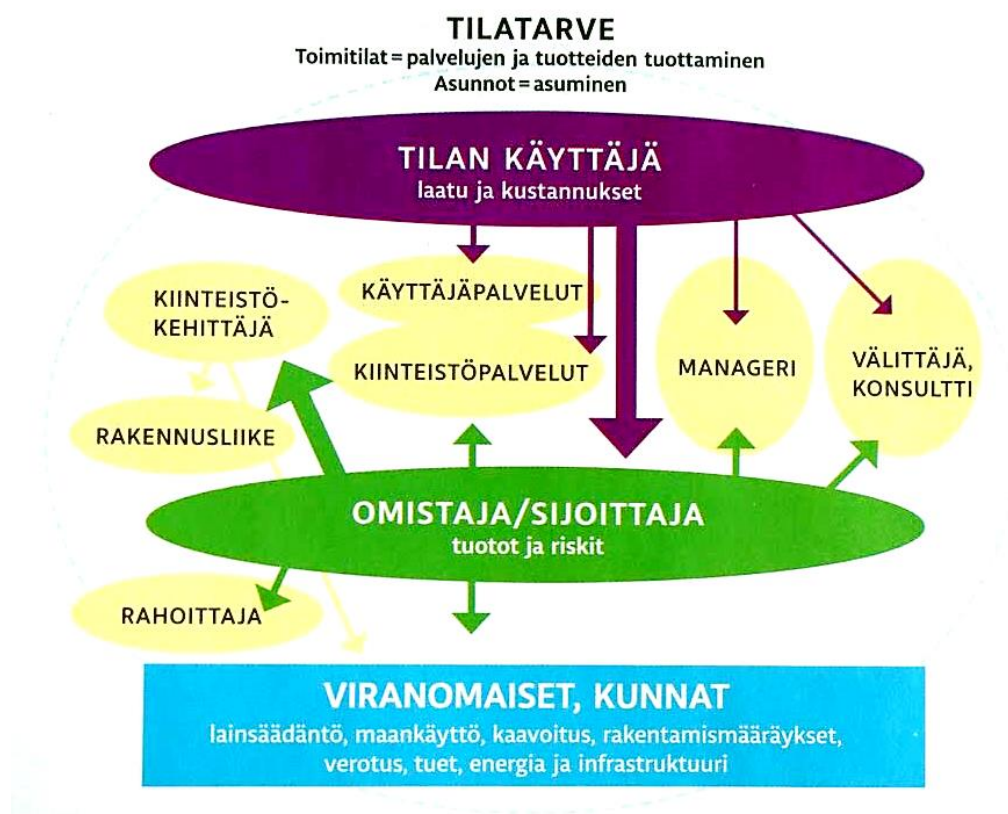 TILATARVE
Toimitilat=palvelujen ja tuotteiden tuottaminen
Asunnot=asuminen
TILAN KÄYTTÄJÄ
laatu ja kustannukset
KIINTEISTÖ-
KEHITTÄJÄ
KÄYTTÄJÄPALVELUT
KIINTEISTÖPALVELUT
MANAGERI
VÄLITTÄJÄ,
KONSULTTI
RAKENNUSLIIKE
OMISTAJA/SIJOITTAJA
tuotot ja riskit
RAHOITTAJA
VIRANOMAISET, KUNNAT
lainsäädäntö, maankäyttö, kaavoitus, rakentamismääräykset,
verotus, tuet, energia ja infrastruktuuri